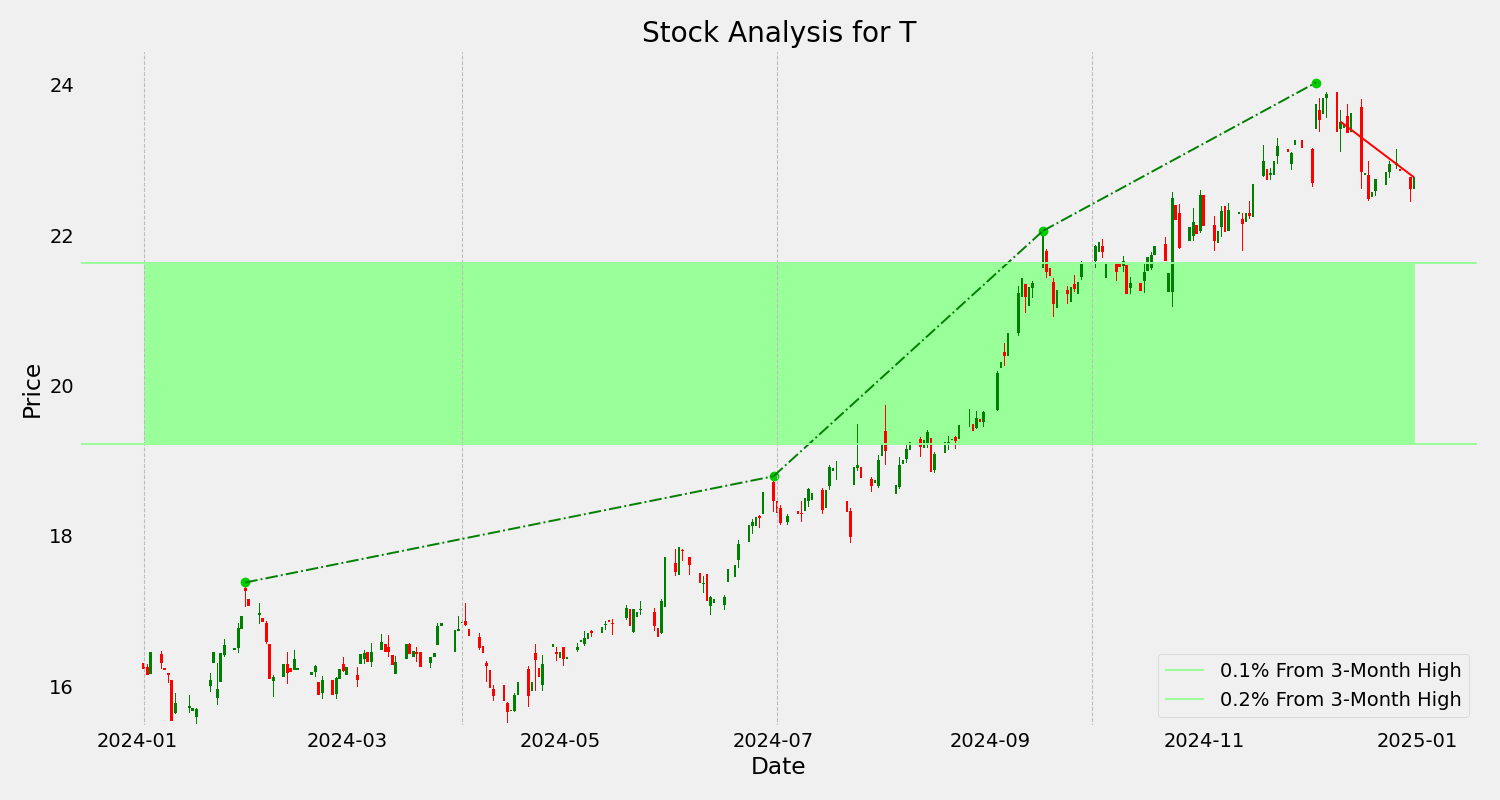 Stock Analysis for T
Price
24
22
20
18
16
0.1% From 3-Month High
0.2% From 3-Month High
2024-01 2024-03 2024-05 2024-07 2024-09 2024-11 2025-01
Date